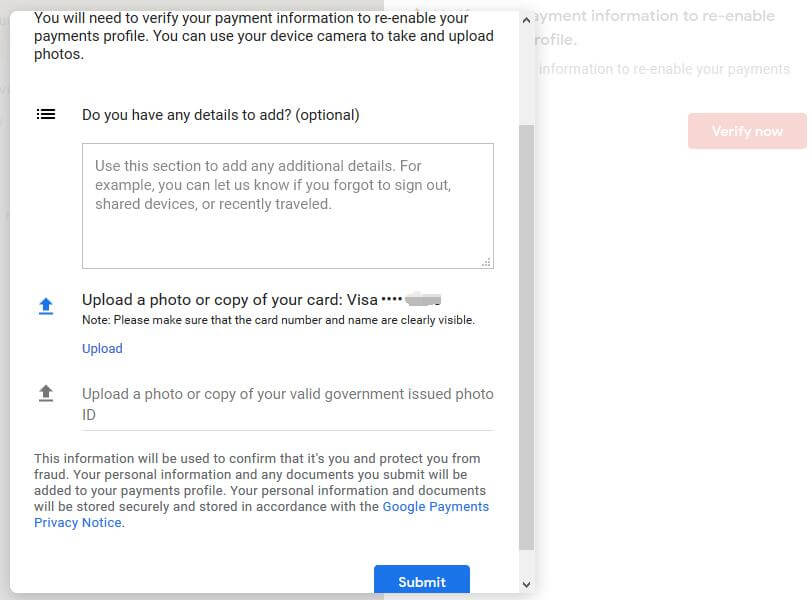 You will need to verify your payment information to re-enable your
payments profile. You can use your device camera to take and upload
photos.
Do you have any details to add? (optional)
Use this section to add any additional details. For
example, you can let us know if you forgot to sign out,
shared devices, or recently traveled.
Upload a photo or copy of your card: Visa ••••
Note: Please make sure that the card number and name are clearly visible.
Upload
Upload a photo or copy of your valid government issued photo
ID
This information will be used to confirm that it's you and protect you from
fraud. Your personal information and any documents you submit will be
added to your payments profile. Your personal information and documents
will be stored securely and stored in accordance with the Google Payments
Privacy Notice.
Submit
ayment information to re-enable
rofile.
information to re-enable your payments
Verify now